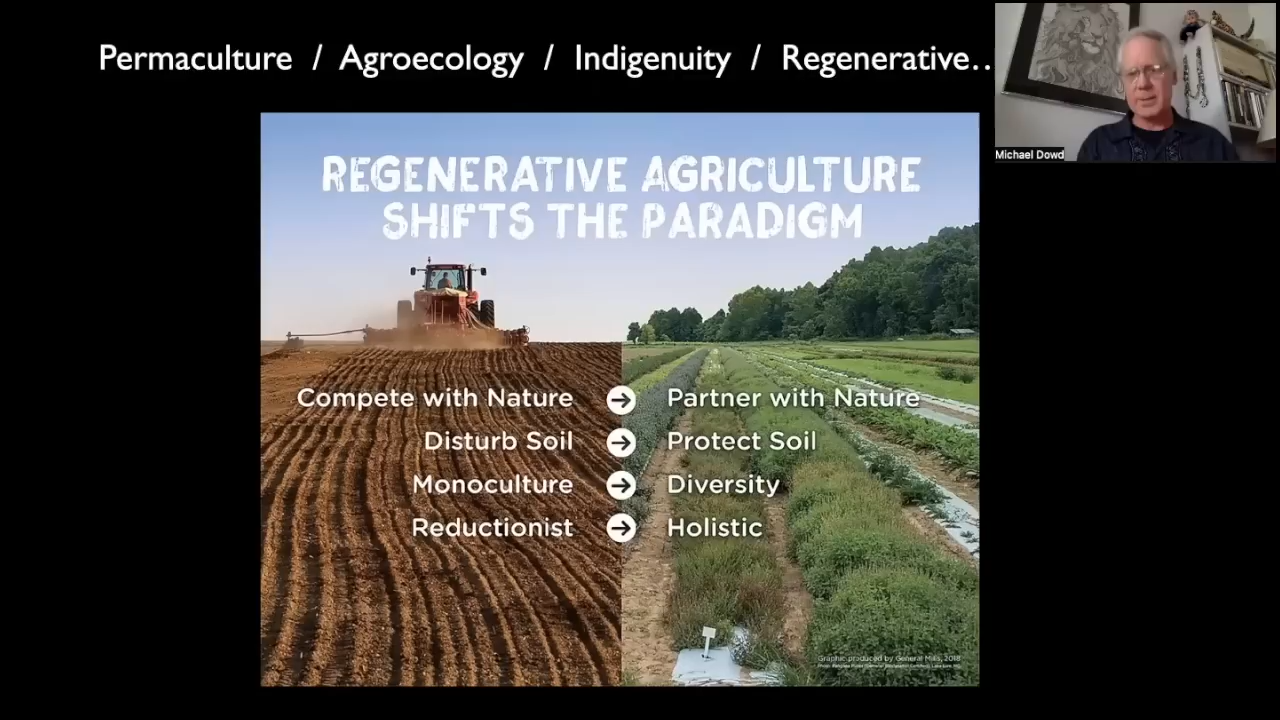 Permaculture / Agroecology / Indigenuity / Regenerative…
Michael Dowd
REGENERATIVE AGRICULTURE
SHIFTS THE PARADIGM
Compete with Nature → Partner with Nature
Disturb Soil → Protect Soil
Monoculture → Diversity
Reductionist → Holistic
Graphic produced by General Mills, 2018